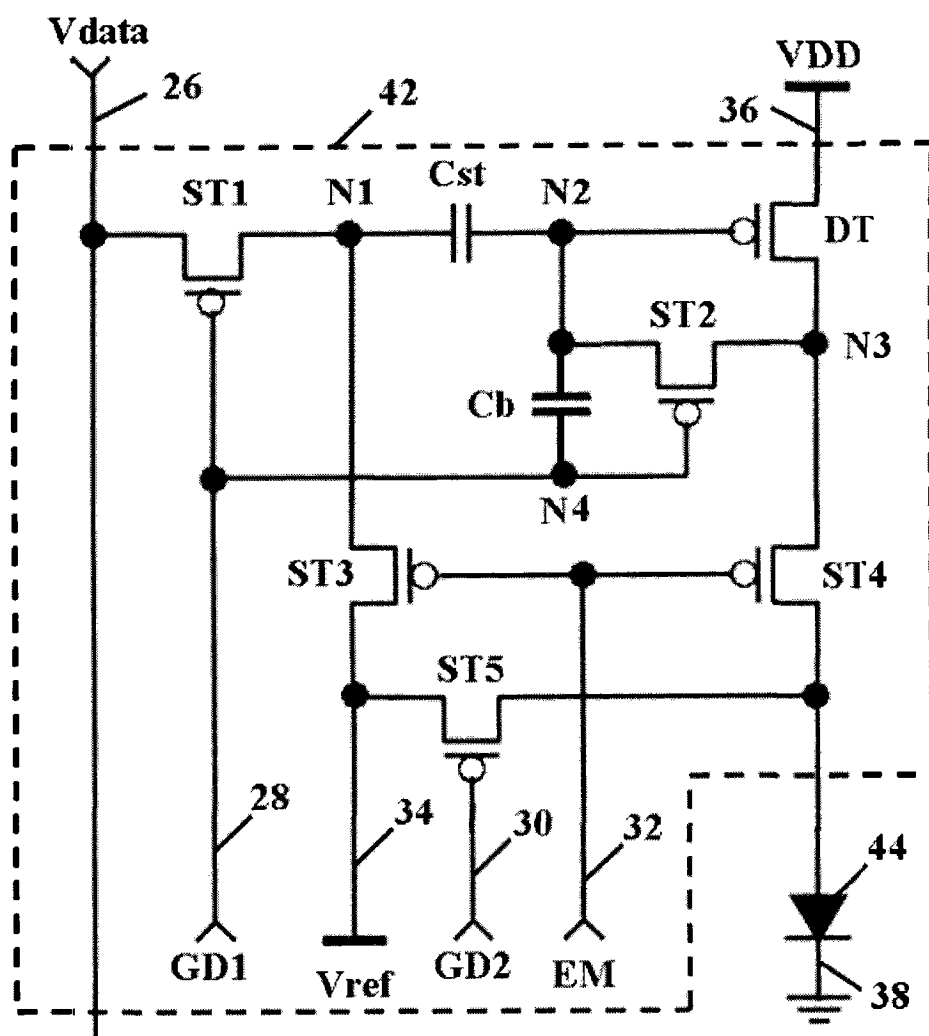 Vdata
VDD
26
42
36
ST1
N1
Cst
N2
DT
ST2
N3
Cb
N4
ST3
ST4
ST5
28
34
30
32
44
GD1
Vref
GD2
EM
38